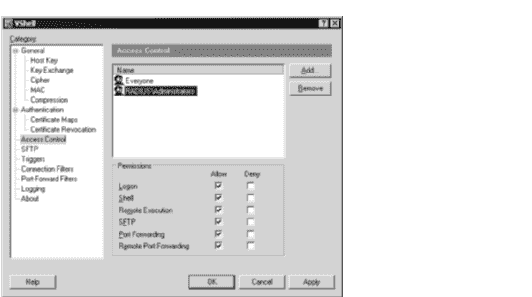 VShell
Category
General
Host Key
Key Exchange
Cipher
MAC
Compression
Authentication
Certificate Maps
Certificate Revocation
Access Control
SFTP
Triggers
Connection Filters
Port Forward Filters
Logging
About
Access Control
Name
Everyone
RADIUS\Administrators
Add...
Remove
Permissions
Allow Deny
Logon
Shell
Remote Execution
SFTP
Port Forwarding
Remote Port Forwarding
Help
OK
Cancel
Apply